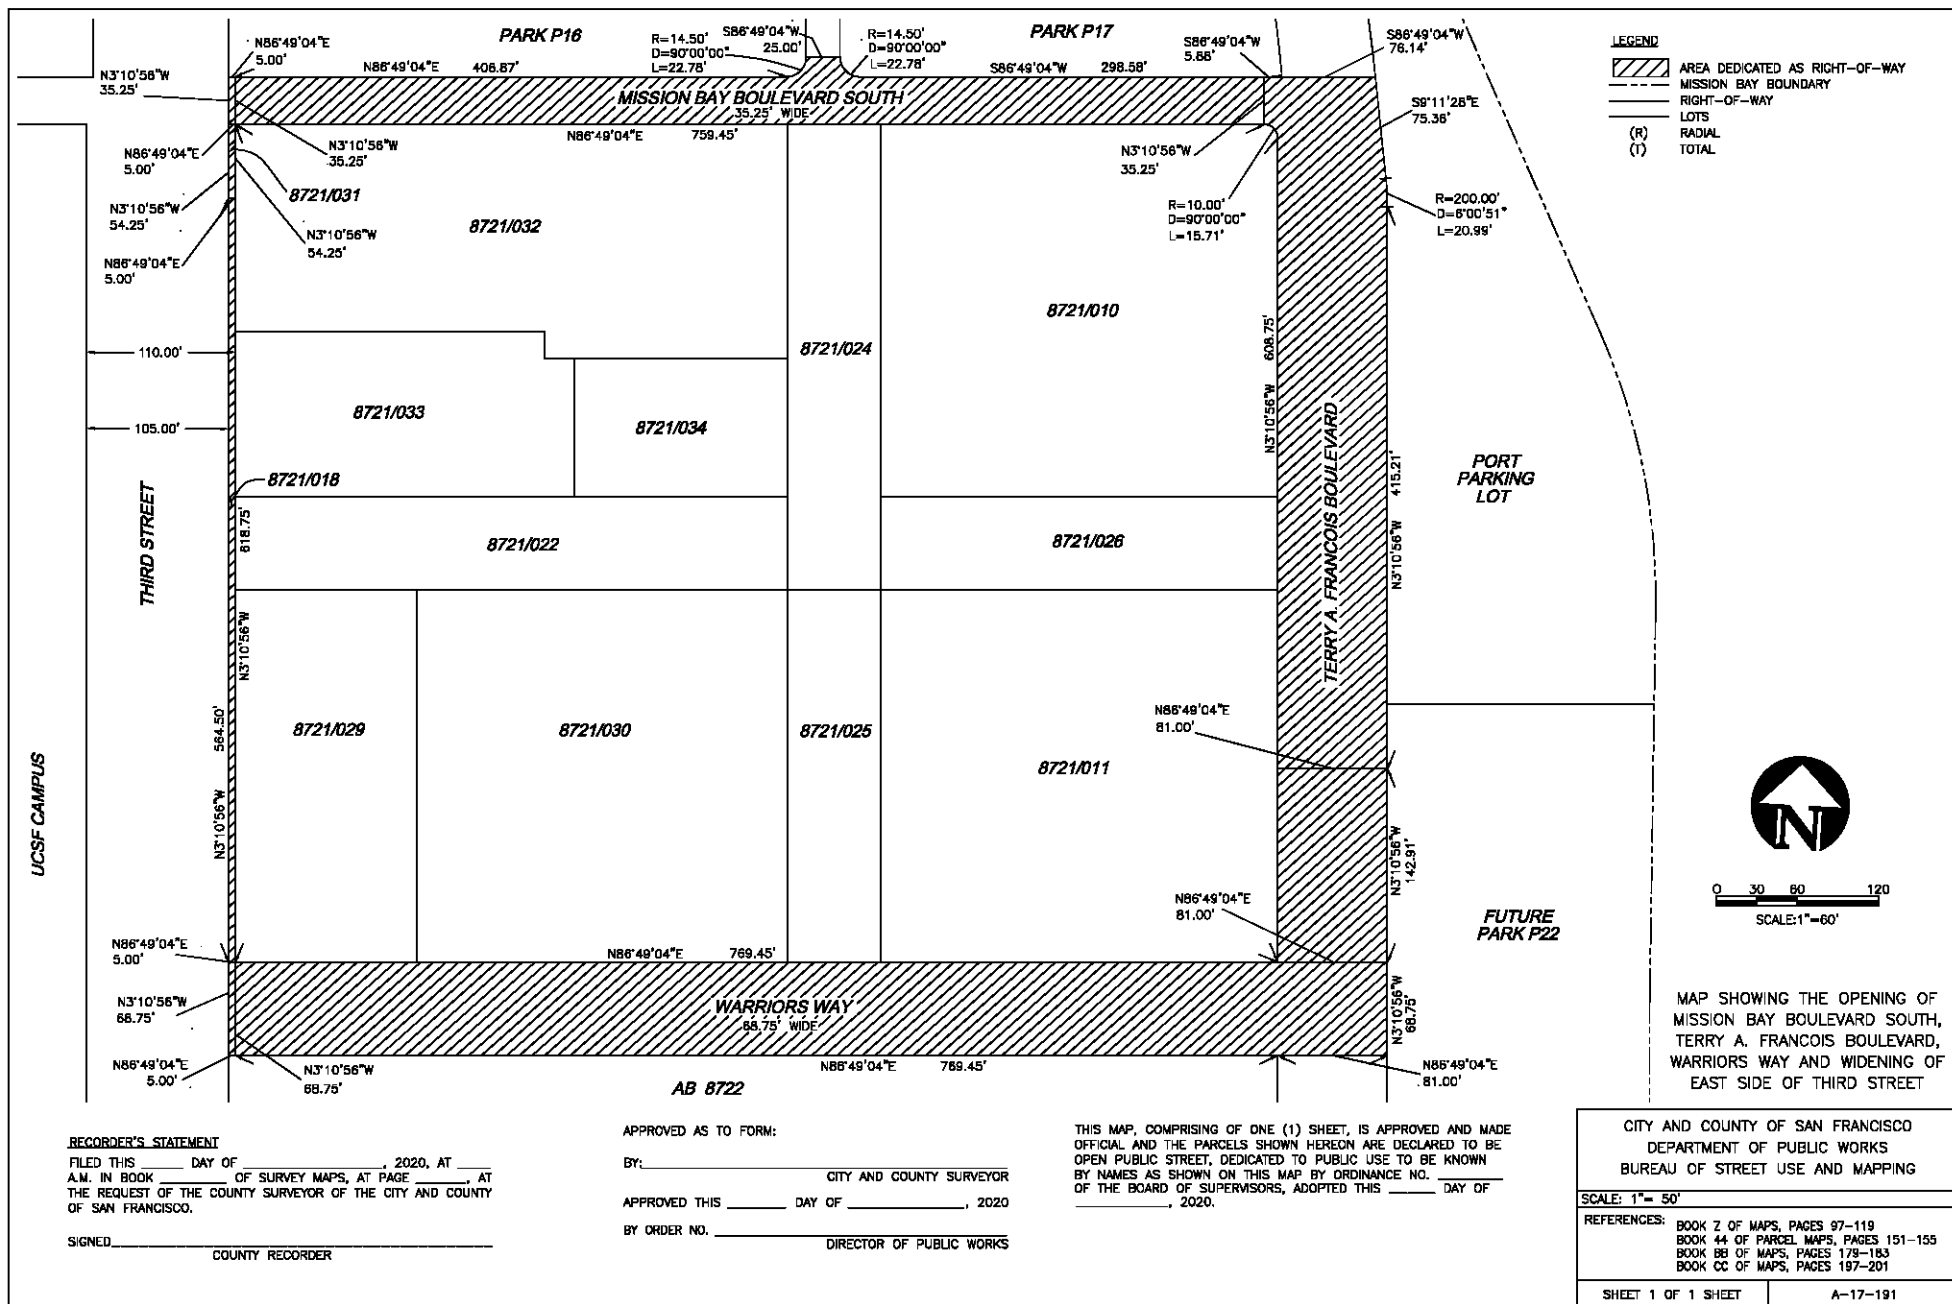 PARK P16
PARK P17
N86°49'04"E
5.00'
N3°10'56"W
35.25'
N86°49'04"E 406.87'
R=14.50'
D=90°00'00"
L=22.78'
S86°49'04"W
25.00'
R=14.50'
D=90°00'00"
L=22.78'
S86°49'04"W 298.58'
S86°49'04"W
5.88'
S86°49'04"W
76.14'
MISSION BAY BOULEVARD SOUTH
35.25' WIDE
N86°49'04"E 759.45'
S9°11'28"E
75.36'
N86°49'04"E
5.00'
N3°10'56"W
35.25'
N3°10'56"W
35.25'
8721/031
N3°10'56"W
54.25'
N3°10'56"W
54.25'
8721/032
R=10.00'
D=90°00'00"
L=15.71'
R=200.00'
D=6°00'51"
L=20.99'
N86°49'04"E
5.00'
8721/010
110.00'
8721/024
N3°10'56"W 608.75'
8721/033
8721/034
105.00'
TERRY A. FRANCOIS BOULEVARD
N3°10'56"W 415.21'
PORT
PARKING
LOT
8721/018
THIRD STREET
N3°10'56"W 618.75'
8721/022
8721/026
N3°10'56"W 564.50'
8721/029
8721/030
8721/025
8721/011
N86°49'04"E
81.00'
UCSF CAMPUS
N3°10'56"W
142.91'
N86°49'04"E
81.00'
FUTURE
PARK P22
N86°49'04"E
5.00'
N86°49'04"E 769.45'
N3°10'56"W
68.75'
WARRIORS WAY
68.75' WIDE
N3°10'56"W
68.75'
N86°49'04"E
5.00'
N3°10'56"W
68.75'
N86°49'04"E 769.45'
N86°49'04"E
81.00'
AB 8722
LEGEND
AREA DEDICATED AS RIGHT-OF-WAY
MISSION BAY BOUNDARY
RIGHT-OF-WAY
LOTS
(R) RADIAL
(T) TOTAL
N
0 30 60 120
SCALE:1"=60'
MAP SHOWING THE OPENING OF
MISSION BAY BOULEVARD SOUTH,
TERRY A. FRANCOIS BOULEVARD,
WARRIORS WAY AND WIDENING OF
EAST SIDE OF THIRD STREET
RECORDER'S STATEMENT
FILED THIS ______ DAY OF ____________________, 2020, AT _____
A.M. IN BOOK _________ OF SURVEY MAPS, AT PAGE _______, AT
THE REQUEST OF THE COUNTY SURVEYOR OF THE CITY AND COUNTY
OF SAN FRANCISCO.
SIGNED____________________
COUNTY RECORDER
APPROVED AS TO FORM:
BY:____________________
CITY AND COUNTY SURVEYOR
APPROVED THIS ________ DAY OF ________________, 2020
BY ORDER NO. ____________________
DIRECTOR OF PUBLIC WORKS
THIS MAP, COMPRISING OF ONE (1) SHEET, IS APPROVED AND MADE
OFFICIAL AND THE PARCELS SHOWN HEREON ARE DECLARED TO BE
OPEN PUBLIC STREET, DEDICATED TO PUBLIC USE TO BE KNOWN
BY NAMES AS SHOWN ON THIS MAP BY ORDINANCE NO. ________
OF THE BOARD OF SUPERVISORS, ADOPTED THIS ______ DAY OF
____________, 2020.
CITY AND COUNTY OF SAN FRANCISCO
DEPARTMENT OF PUBLIC WORKS
BUREAU OF STREET USE AND MAPPING
SCALE: 1"= 50'
REFERENCES: BOOK Z OF MAPS, PAGES 97-119
BOOK 44 OF PARCEL MAPS, PAGES 151-155
BOOK BB OF MAPS, PAGES 179-183
BOOK CC OF MAPS, PAGES 197-201
SHEET 1 OF 1 SHEET
A-17-191